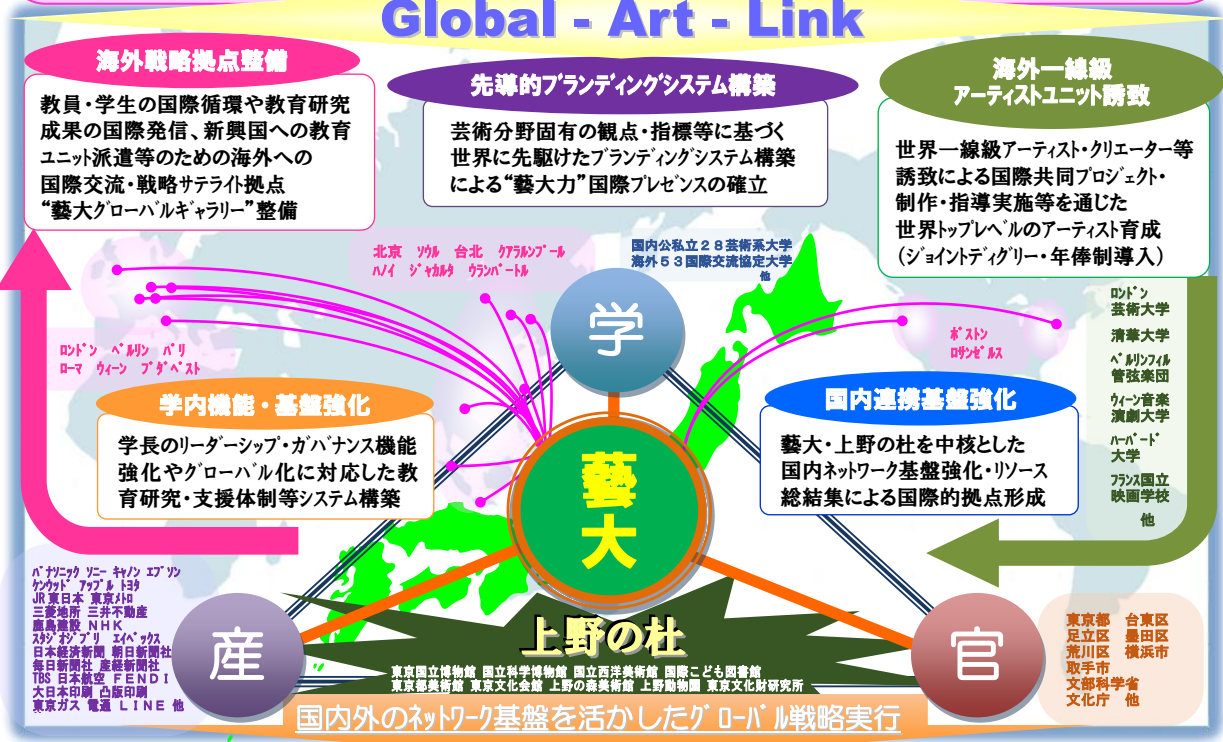 Global - Art - Link
海外戦略拠点整備
教員・学生の国際循環や教育研究
成果の国際発信、新興国への教育
ユニット派遣等のための海外への
国際交流・戦略サテライト拠点
“藝大グローバルギャラリー”整備
先導的ブランディングシステム構築
芸術分野固有の観点・指標等に基づく
世界に先駆けたブランディングシステム構築
による“藝大力”国際プレゼンスの確立
海外一線級
アーティストユニット誘致
世界一線級アーティスト・クリエーター等
誘致による国際共同プロジェクト・
制作・指導実施等を通じた
世界トップレベルのアーティスト育成
（ジョイントディグリー・年俸制導入）
北京 ソウル 台北 クアラルンプール
ハノイ ジャカルタ ウランバートル
国内公私立２８芸術系大学
海外５３国際交流協定大学
他
学
ロンドン ベルリン パリ
ローマ ウィーン ブダペスト
ボストン
ロサンゼルス
ロンドン
芸術大学
清華大学
ベルリンフィル
管弦楽団
ウィーン音楽
演劇大学
ハーバード
大学
フランス国立
映画学校
他
学内機能・基盤強化
学長のリーダーシップ・ガバナンス機能
強化やグローバル化に対応した教
育研究・支援体制等システム構築
国内連携基盤強化
藝大・上野の杜を中核とした
国内ネットワーク基盤強化・リソース
総結集による国際的拠点形成
藝
大
パナソニック ソニー キャノン エプソン
ケンウッド アップル トヨタ
JR東日本 東京メトロ
三菱地所 三井不動産
鹿島建設 ＮＨＫ
スタジオジブリ エイベックス
日本経済新聞 朝日新聞社
毎日新聞社 産経新聞社
TBS 日本航空 ＦＥＮＤＩ
大日本印刷 凸版印刷
東京ガス 電通 ＬＩＮＥ 他
産
上野の杜
東京国立博物館 国立科学博物館 国立西洋美術館 国際こども図書館
東京都美術館 東京文化会館 上野の森美術館 上野動物園 東京文化財研究所
官
東京都 台東区
足立区 墨田区
荒川区 横浜市
取手市
文部科学省
文化庁 他
国内外のネットワーク基盤を活かしたグローバル戦略実行